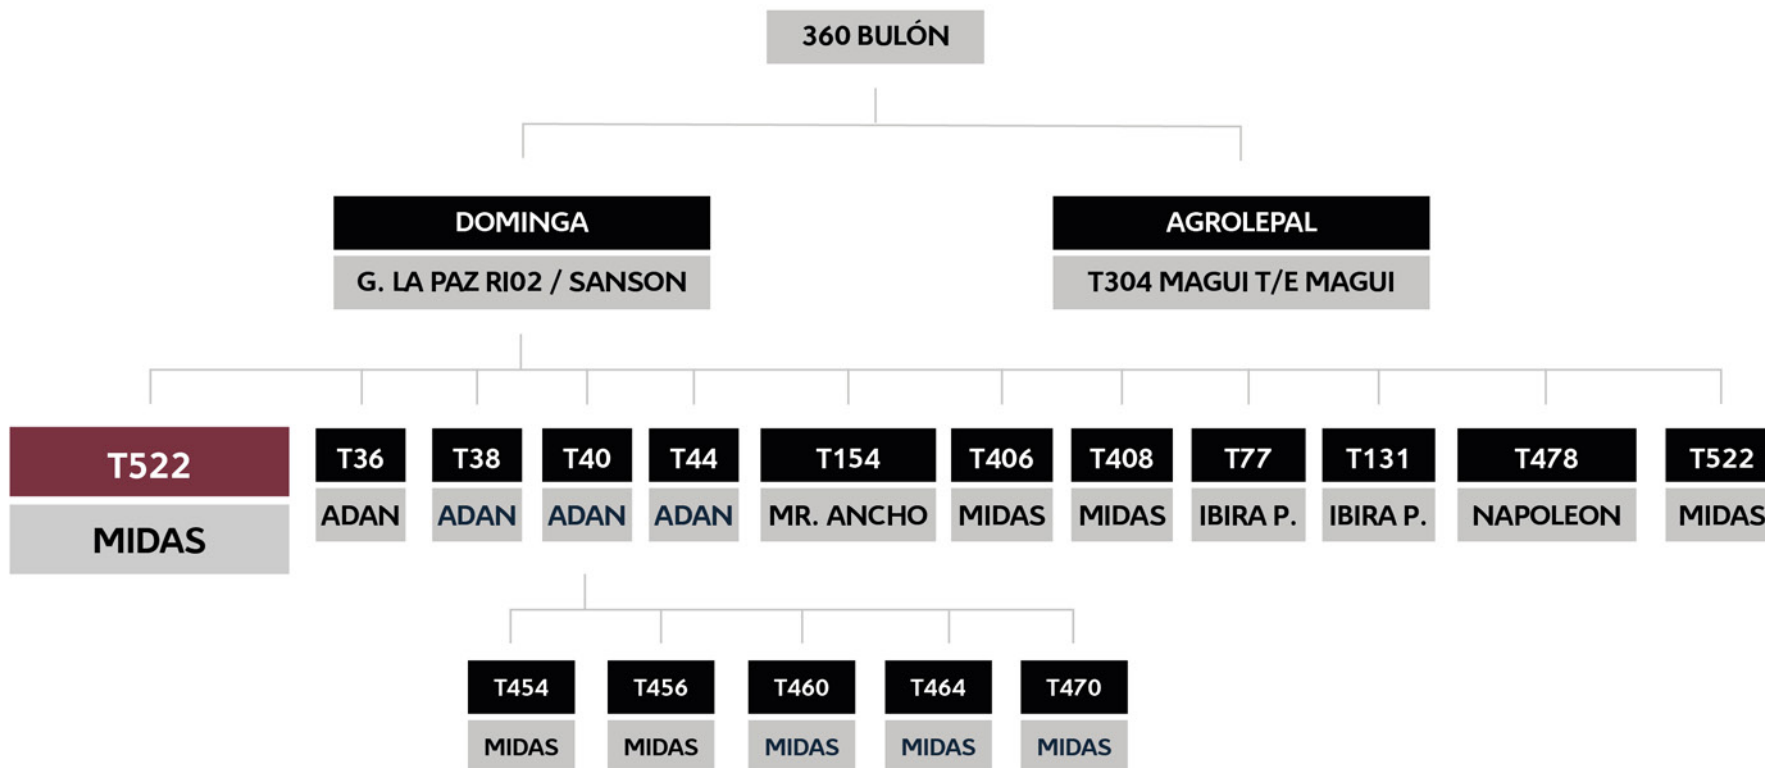 360 BULÓN
DOMINGA
AGROLEPAL
G. LA PAZ RI02 / SANSON
T304 MAGUI T/E MAGUI
T522
T36
T38
T40
T44
T154
T406
T408
T77
T131
T478
T522
MIDAS
ADAN
ADAN
ADAN
ADAN
MR. ANCHO
MIDAS
MIDAS
IBIRA P.
IBIRA P.
NAPOLEON
MIDAS
T454
T456
T460
T464
T470
MIDAS
MIDAS
MIDAS
MIDAS
MIDAS